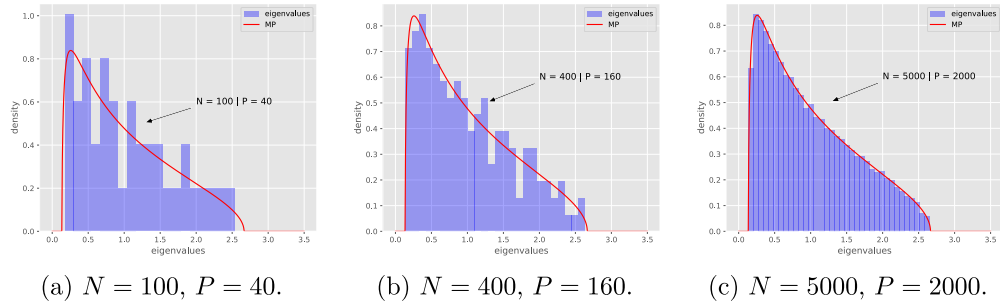 eigenvalues
MP
N = 100 | P = 40
density
1.0
0.8
0.6
0.4
0.2
0.0
0.0 0.5 1.0 1.5 2.0 2.5 3.0 3.5
eigenvalues
(a) N = 100, P = 40.
eigenvalues
MP
N = 400 | P = 160
density
0.8
0.7
0.6
0.5
0.4
0.3
0.2
0.1
0.0
0.0 0.5 1.0 1.5 2.0 2.5 3.0 3.5
eigenvalues
(b) N = 400, P = 160.
eigenvalues
MP
N = 5000 | P = 2000
density
0.8
0.7
0.6
0.5
0.4
0.3
0.2
0.1
0.0
0.0 0.5 1.0 1.5 2.0 2.5 3.0 3.5
eigenvalues
(c) N = 5000, P = 2000.